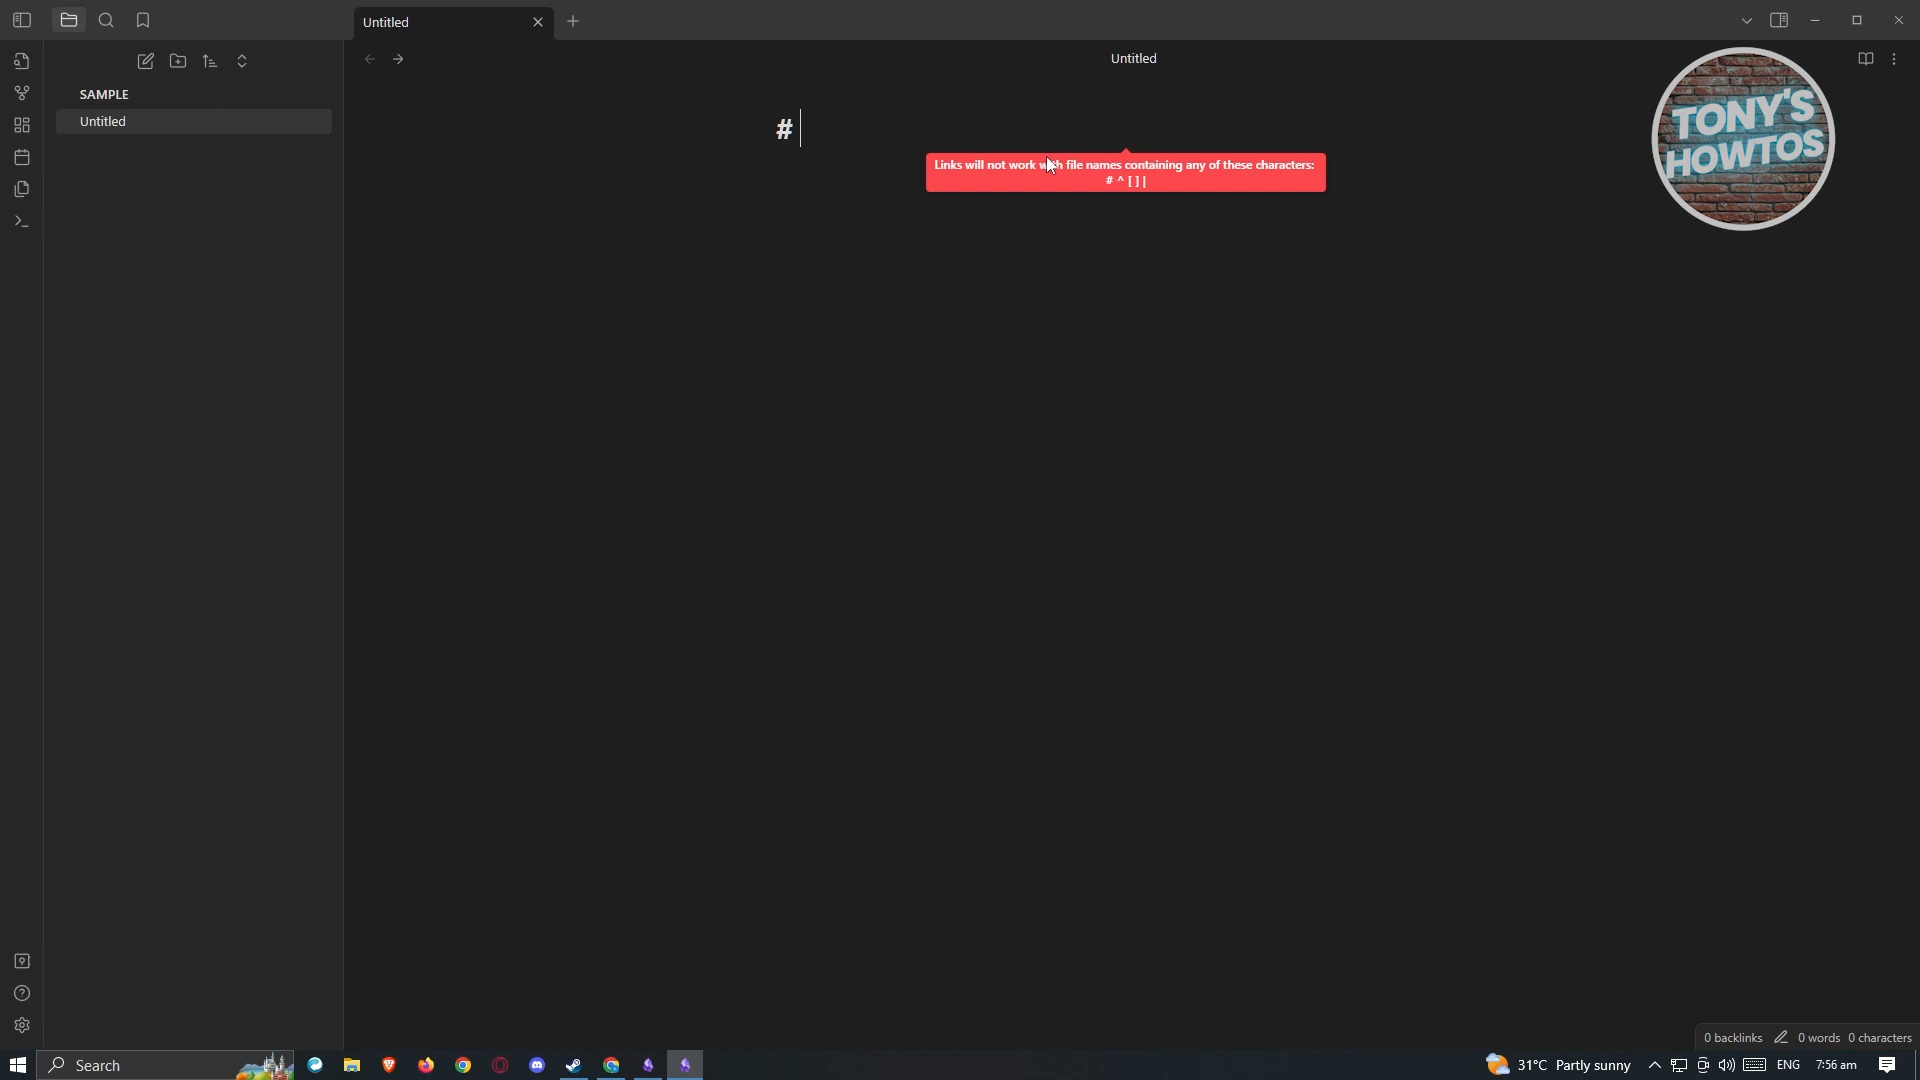 Untitled
Untitled
SAMPLE
Untitled
#
Links will not work with file names containing any of these characters:
# ^ [ ] |
TONY'S
HOWTOS
0 backlinks 0 words 0 characters
Search
31°C Partly sunny
ENG
7:56 am